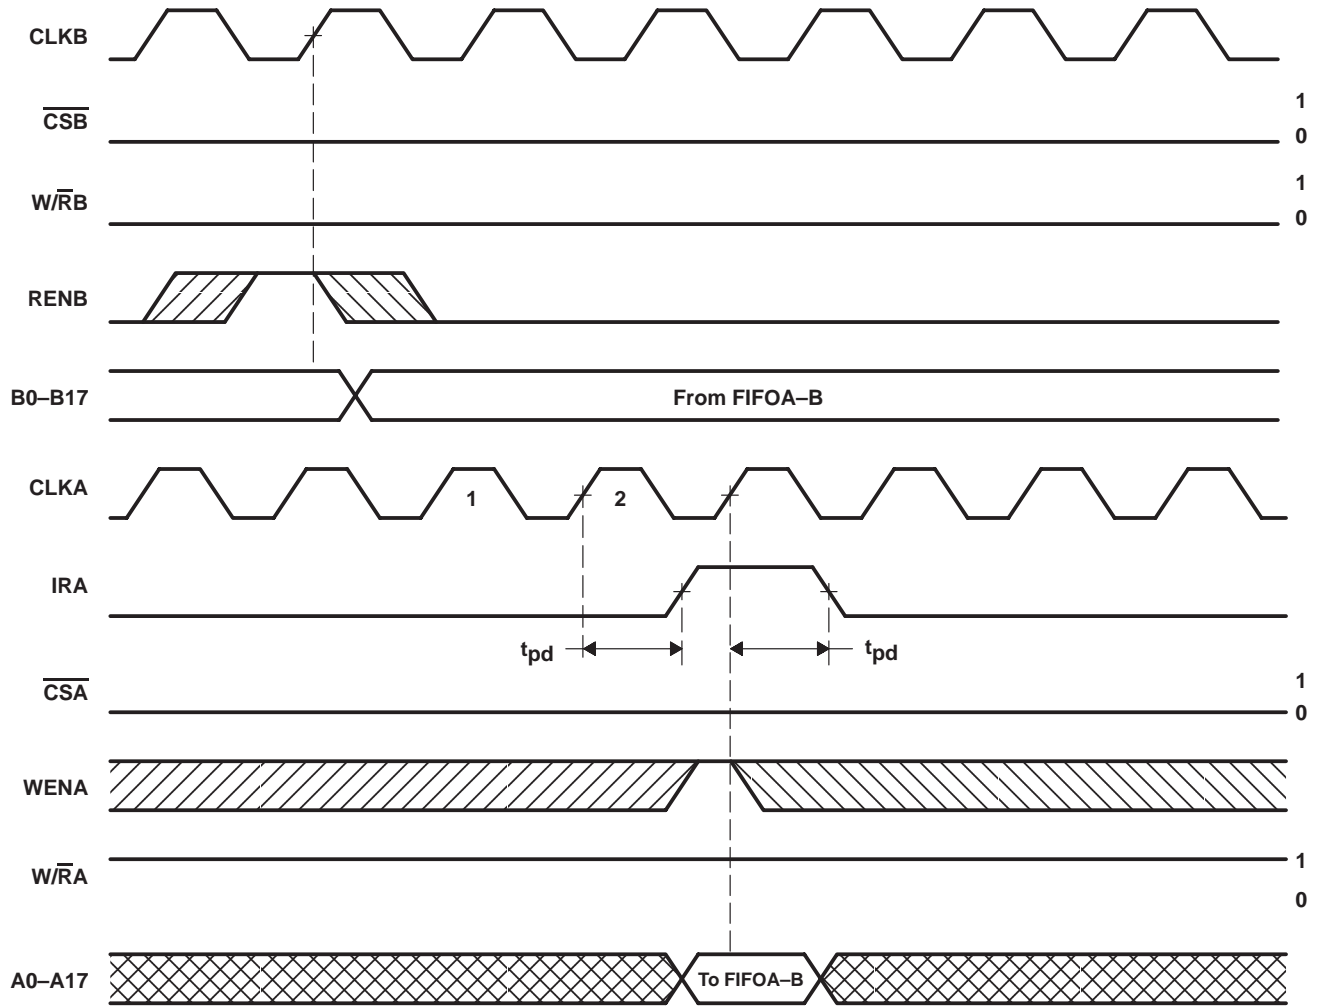 CLKB
CSB
1
0
W/RB
1
0
RENB
B0–B17
From FIFOA–B
CLKA
1
2
IRA
tpd
tpd
CSA
1
0
WENA
W/RA
1
0
A0–A17
To FIFOA–B